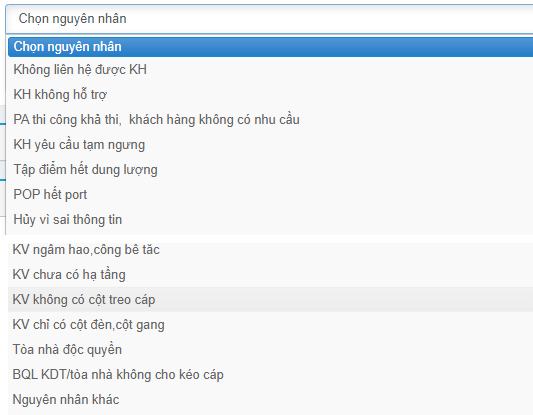 Chọn nguyên nhân
Chọn nguyên nhân
Không liên hệ được KH
KH không hỗ trợ
PA thi công khả thi, khách hàng không có nhu cầu
KH yêu cầu tạm ngưng
Tập điểm hết dung lượng
POP hết port
Hủy vì sai thông tin
KV ngâm hao,công bê tăc
KV chưa có hạ tầng
KV không có cột treo cáp
KV chỉ có cột đèn,cột gang
Tòa nhà độc quyền
BQL KDT/tòa nhà không cho kéo cáp
Nguyên nhân khác